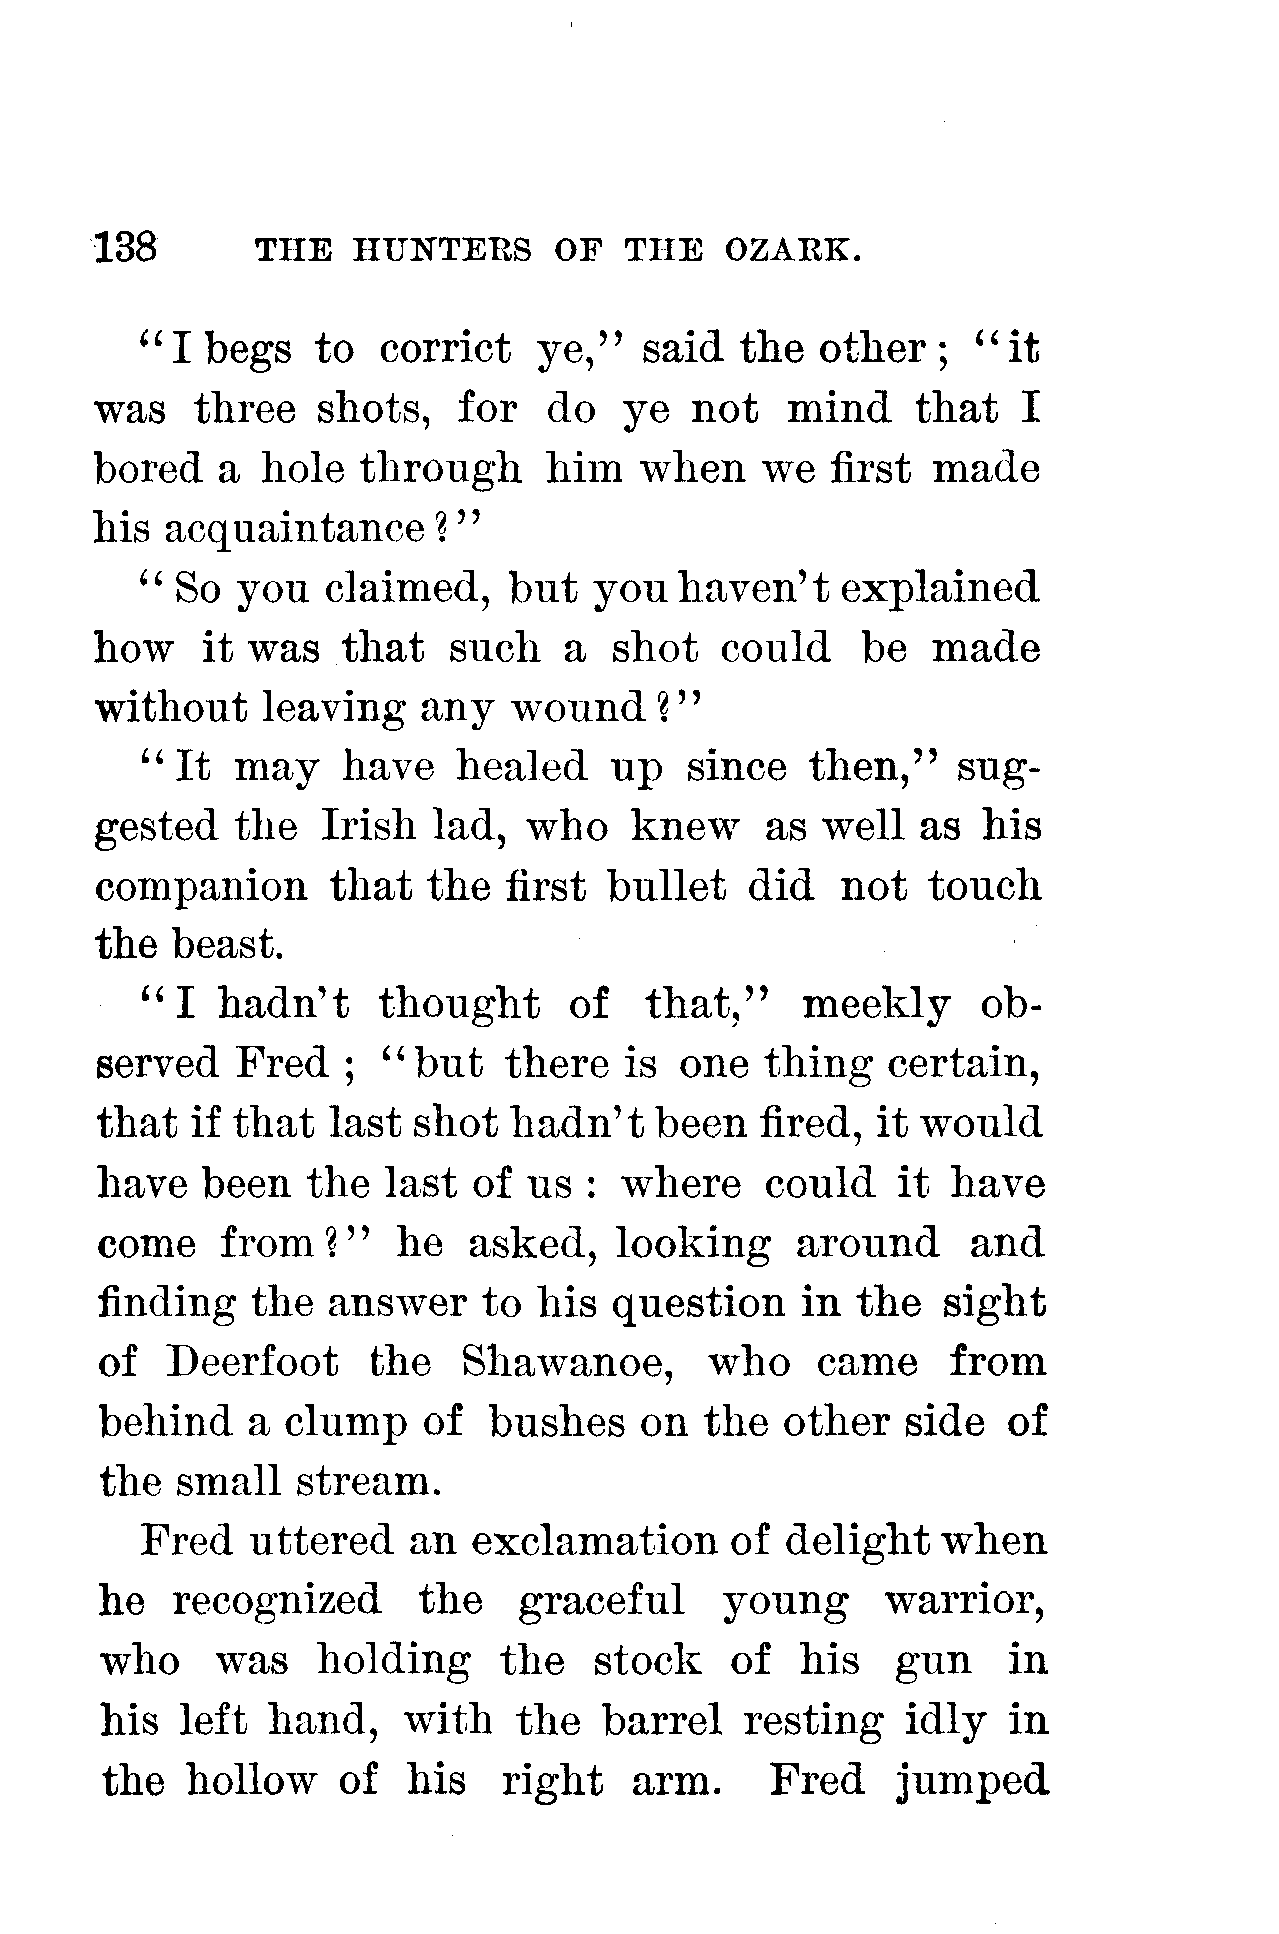 138 THE HUNTERS OF THE OZARK.
"I begs to corrict ye," said the other; "it
was three shots, for do ye not mind that I
bored a hole through him when we first made
his acquaintance?"
"So you claimed, but you haven't explained
how it was that such a shot could be made
without leaving any wound?"
"It may have healed up since then," sug-
gested the Irish lad, who knew as well as his
companion that the first bullet did not touch
the beast.
"I hadn't thought of that," meekly ob-
served Fred; "but there is one thing certain,
that if that last shot hadn't been fired, it would
have been the last of us: where could it have
come from?" he asked, looking around and
finding the answer to his question in the sight
of Deerfoot the Shawanoe, who came from
behind a clump of bushes on the other side of
the small stream.
Fred uttered an exclamation of delight when
he recognized the graceful young warrior,
who was holding the stock of his gun in
his left hand, with the barrel resting idly in
the hollow of his right arm. Fred jumped